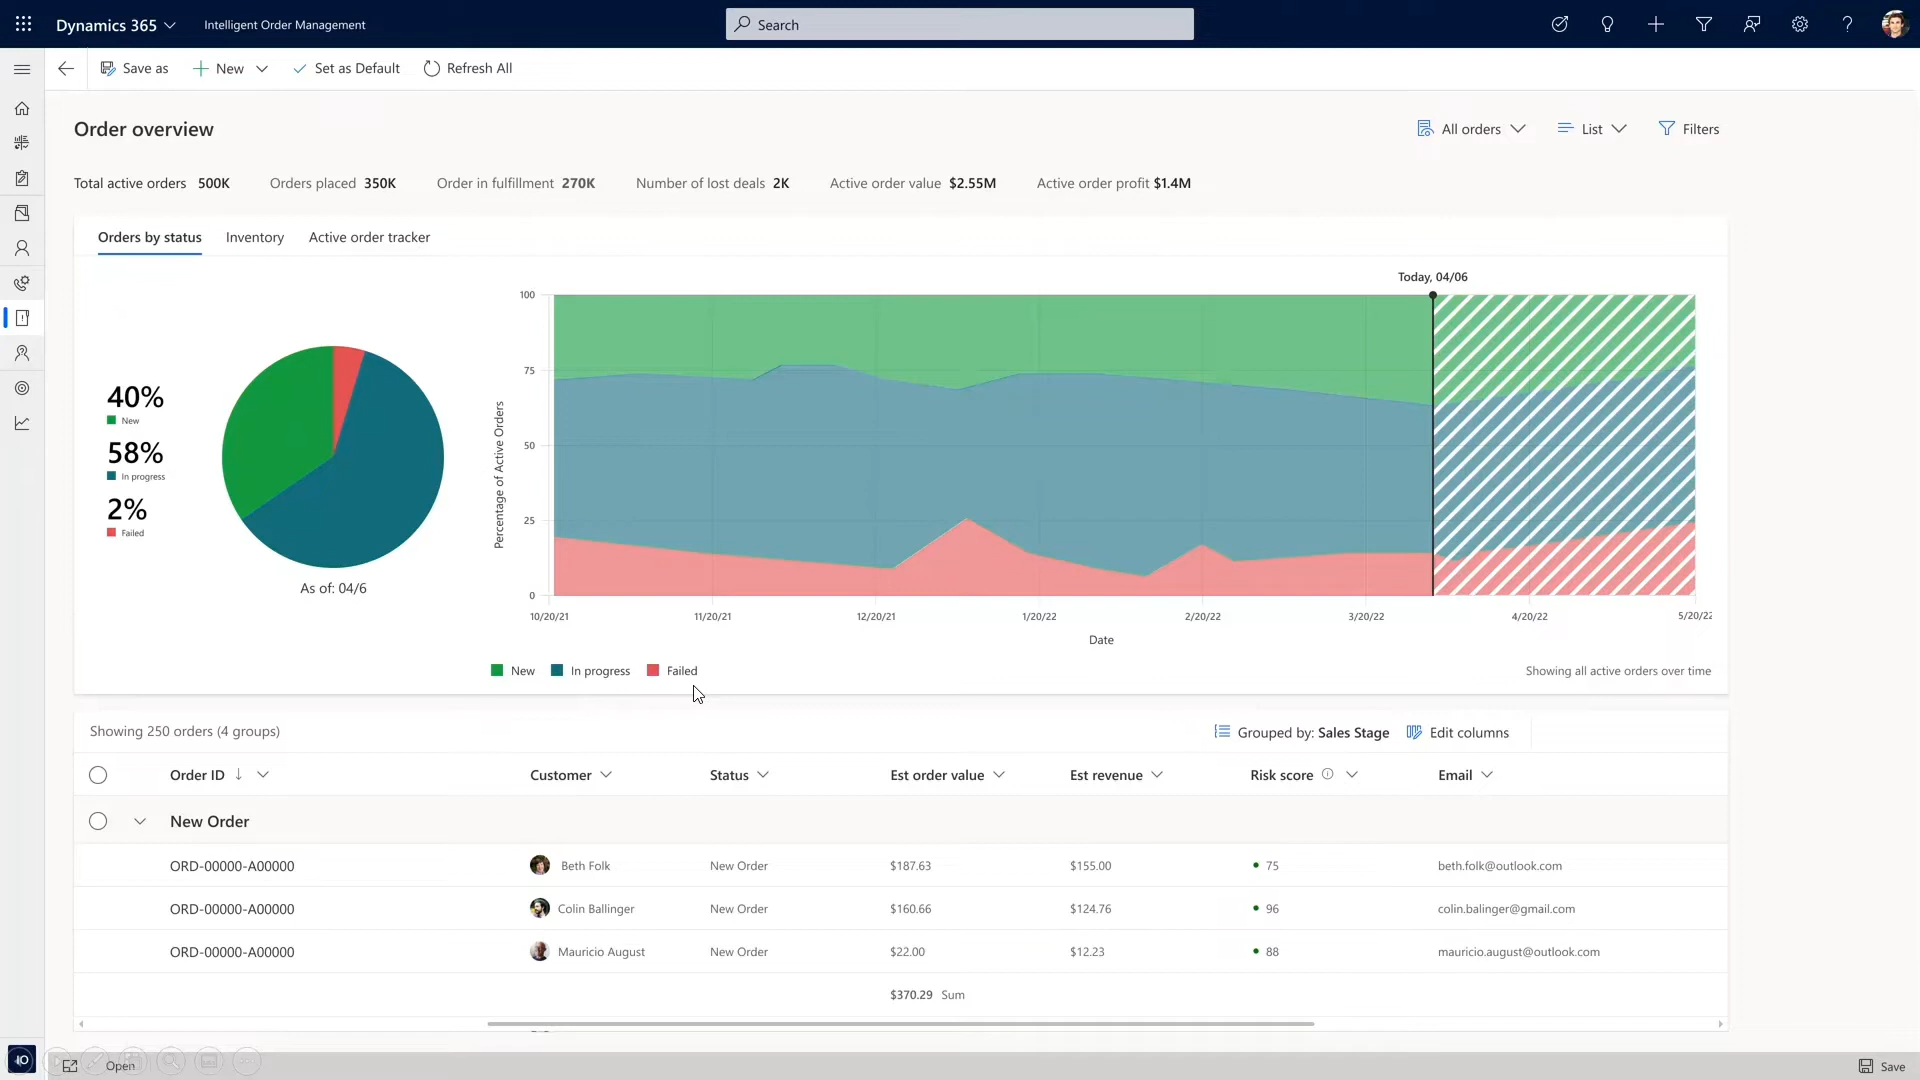 Dynamics 365 Intelligent Order Management Search
Save as New Set as Default Refresh All
Order overview All orders List Filters
Total active orders 500K Orders placed 350K Order in fulfillment 270K Number of lost deals 2K Active order value $2.55M Active order profit $1.4M
Orders by status Inventory Active order tracker
Today, 04/06
40%
New
58%
In progress
2%
Failed
As of: 04/6
Percentage of Active Orders
100
75
50
25
0
10/20/21 11/20/21 12/20/21 1/20/22 2/20/22 3/20/22 4/20/22 5/20/22
Date
New In progress Failed Showing all active orders over time
Showing 250 orders (4 groups) Grouped by: Sales Stage Edit columns
Order ID Customer Status Est order value Est revenue Risk score Email
New Order
ORD-00000-A00000 Beth Folk New Order $187.63 $155.00 75 beth.folk@outlook.com
ORD-00000-A00000 Colin Ballinger New Order $160.66 $124.76 96 colin.balinger@gmail.com
ORD-00000-A00000 Mauricio August New Order $22.00 $12.23 88 mauricio.august@outlook.com
$370.29 Sum
IO Open Save